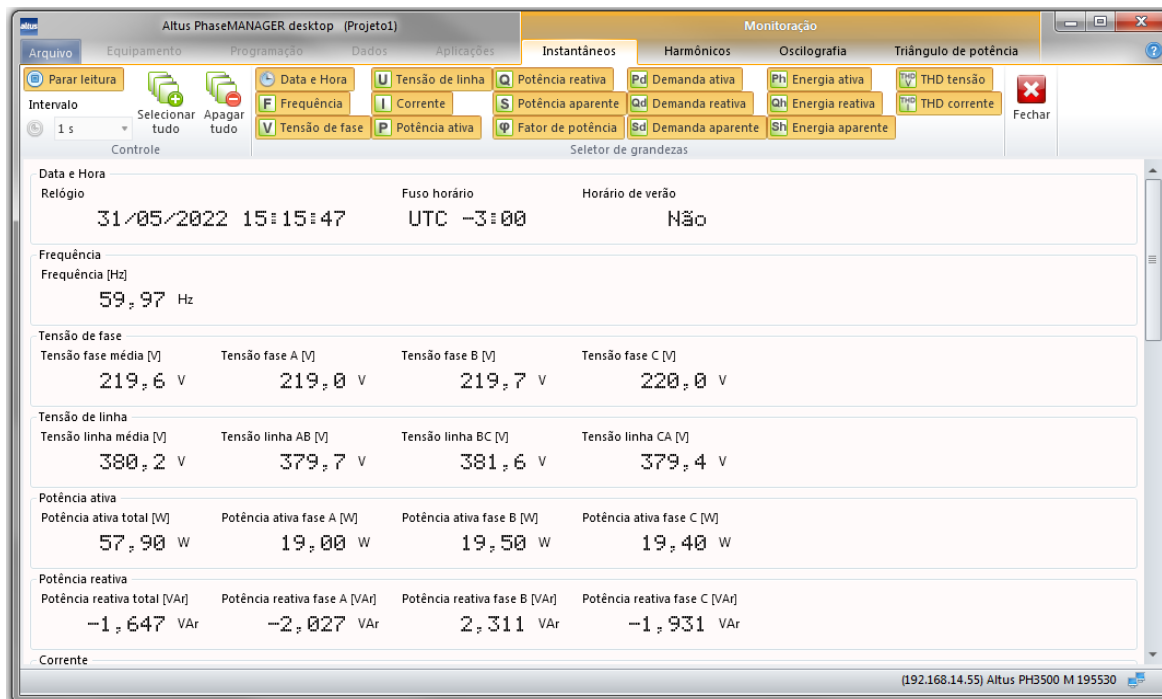 altus Altus PhaseMANAGER desktop (Projeto1) Monitoração
Arquivo Equipamento Programação Dados Aplicações Instantâneos Harmônicos Oscilografia Triângulo de potência
Parar leitura
Intervalo
1 s
Selecionar tudo
Apagar tudo
Controle
Data e Hora U Tensão de linha Q Potência reativa Pd Demanda ativa Ph Energia ativa THD V THD tensão
F Frequência I Corrente S Potência aparente Qd Demanda reativa Qh Energia reativa THD I THD corrente
V Tensão de fase P Potência ativa φ Fator de potência Sd Demanda aparente Sh Energia aparente
Seletor de grandezas
Fechar
Data e Hora
Relógio Fuso horário Horário de verão
31/05/2022 15:15:47 UTC -3:00 Não
Frequência
Frequência [Hz]
59,97 Hz
Tensão de fase
Tensão fase média [V] Tensão fase A [V] Tensão fase B [V] Tensão fase C [V]
219,6 V 219,0 V 219,7 V 220,0 V
Tensão de linha
Tensão linha média [V] Tensão linha AB [V] Tensão linha BC [V] Tensão linha CA [V]
380,2 V 379,7 V 381,6 V 379,4 V
Potência ativa
Potência ativa total [W] Potência ativa fase A [W] Potência ativa fase B [W] Potência ativa fase C [W]
57,90 W 19,00 W 19,50 W 19,40 W
Potência reativa
Potência reativa total [VAr] Potência reativa fase A [VAr] Potência reativa fase B [VAr] Potência reativa fase C [VAr]
-1,647 VAr -2,027 VAr 2,311 VAr -1,931 VAr
Corrente
(192.168.14.55) Altus PH3500 M 195530